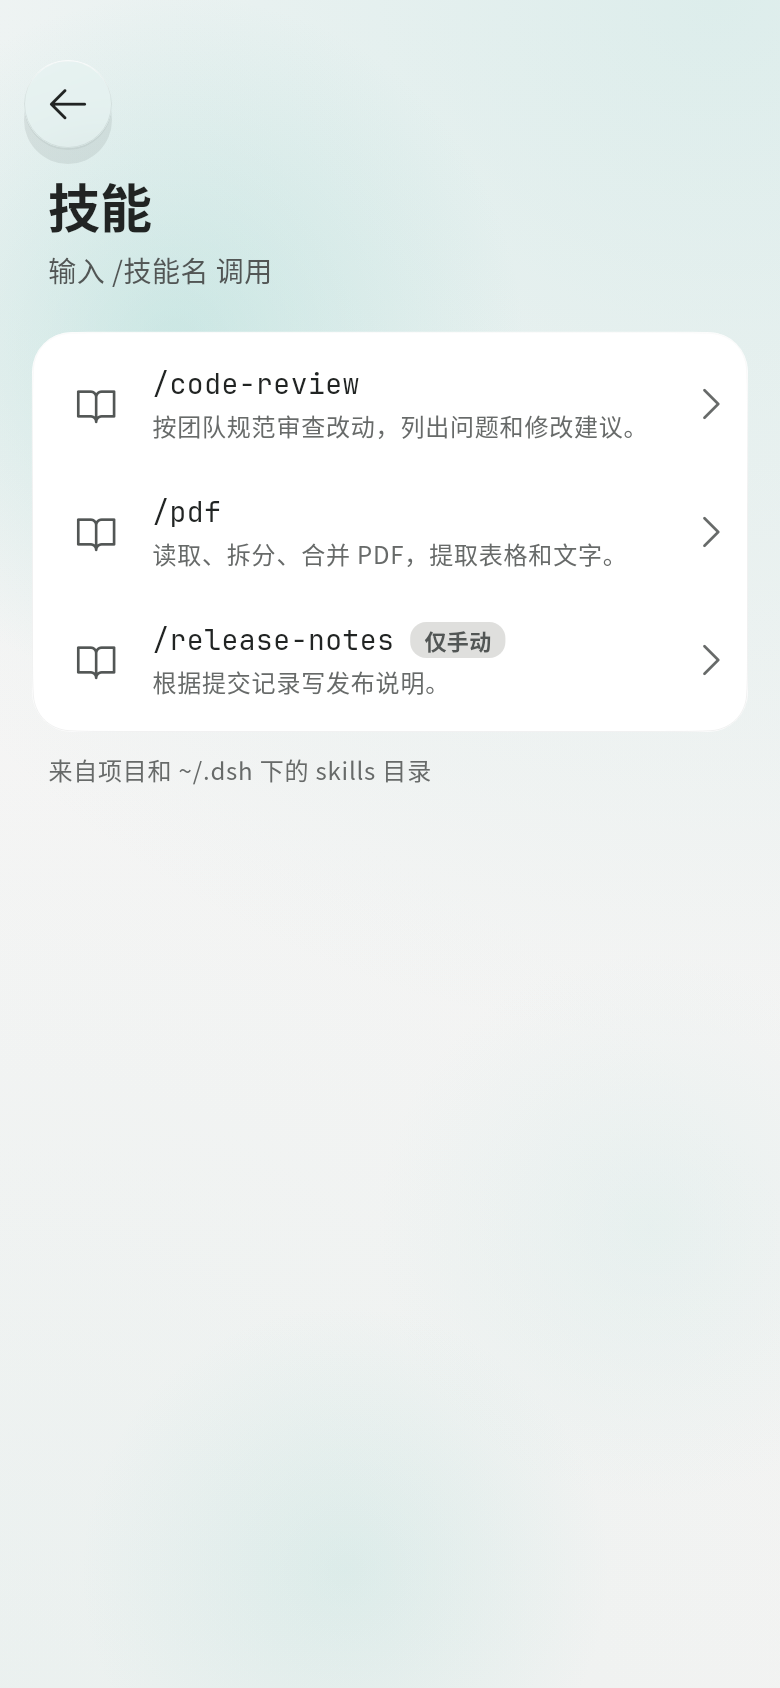 技能
输入 /技能名 调用
/code-review
按团队规范审查改动，列出问题和修改建议。
/pdf
读取、拆分、合并 PDF，提取表格和文字。
/release-notes 仅手动
根据提交记录写发布说明。
来自项目和 ~/.dsh 下的 skills 目录